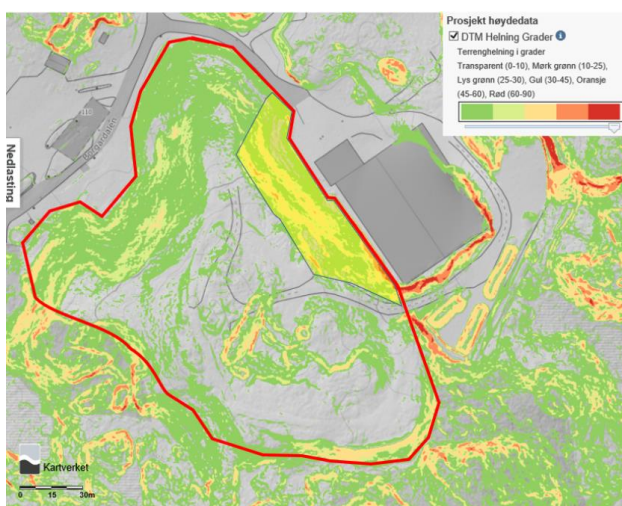 Prosjekt høydedata
DTM Helning Grader
Terrenghelning i grader
Transparent (0-10), Mørk grønn (10-25),
Lys grønn (25-30), Gul (30-45), Oransje
(45-60), Rød (60-90)
Nedlasting
Kartverket
0 15 30m